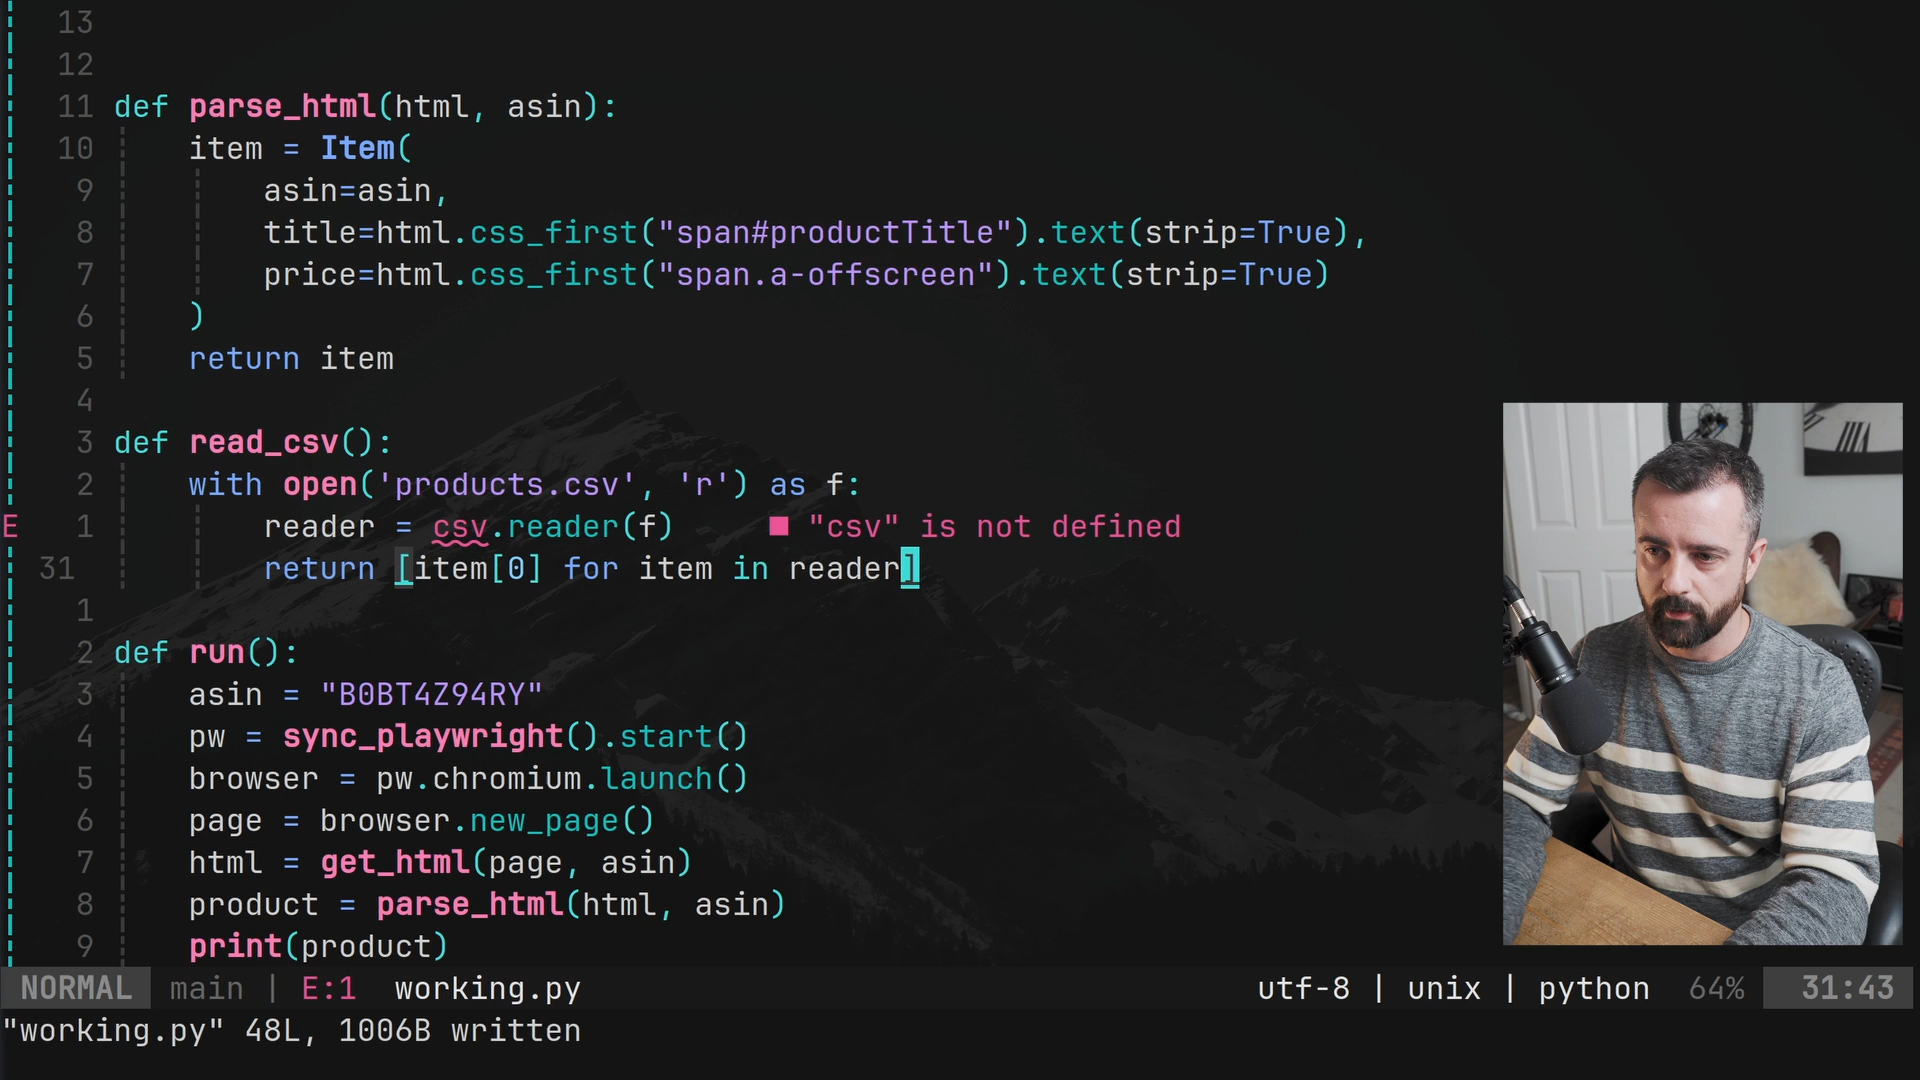 13
12
11 def parse_html(html, asin):
10     item = Item(
9         asin=asin,
8         title=html.css_first("span#productTitle").text(strip=True),
7         price=html.css_first("span.a-offscreen").text(strip=True)
6     )
5     return item
4
3 def read_csv():
2     with open('products.csv', 'r') as f:
E 1         reader = csv.reader(f)     ■ "csv" is not defined
31         return [item[0] for item in reader]
1
2 def run():
3     asin = "B0BT4Z94RY"
4     pw = sync_playwright().start()
5     browser = pw.chromium.launch()
6     page = browser.new_page()
7     html = get_html(page, asin)
8     product = parse_html(html, asin)
9     print(product)
NORMAL main | E:1 working.py utf-8 | unix | python 64% 31:43
"working.py" 48L, 1006B written